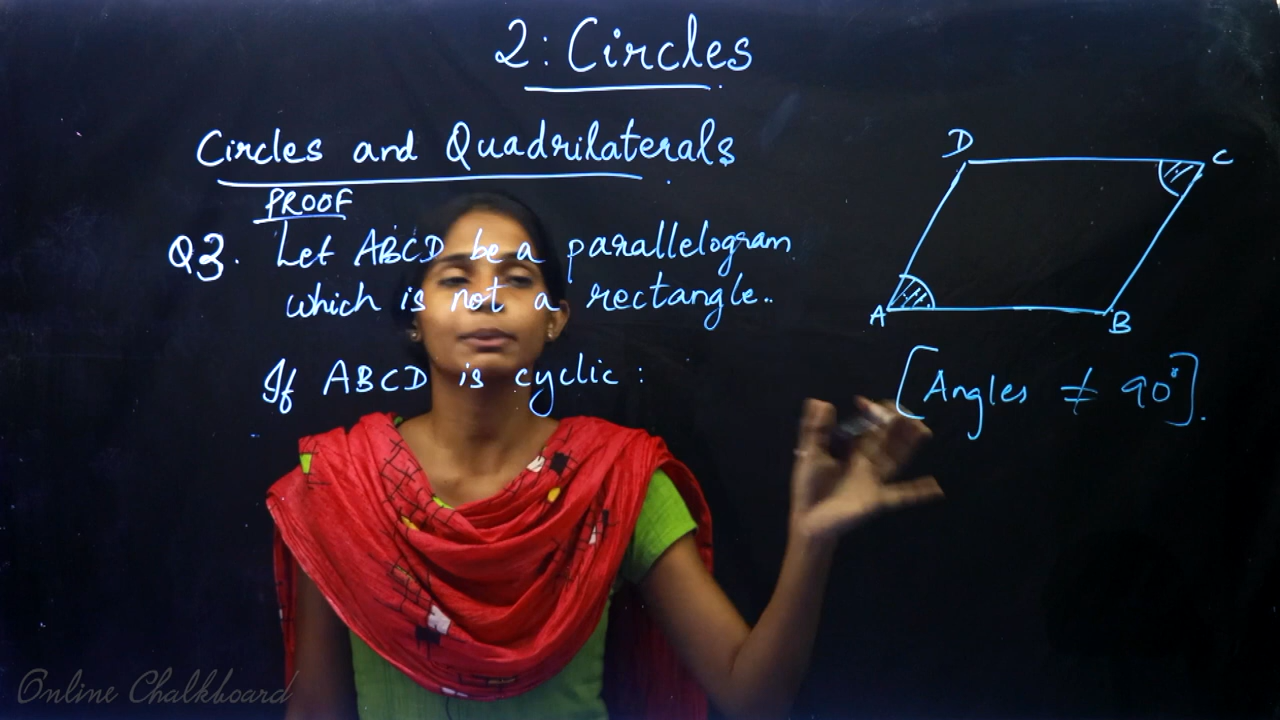 2: Circles
Circles and Quadrilaterals
PROOF
Q3. Let ABCD be a parallelogram
which is not a rectangle..
If ABCD is cyclic :
D
C
A
B
[Angles ≠ 90°].
Online Chalkboard